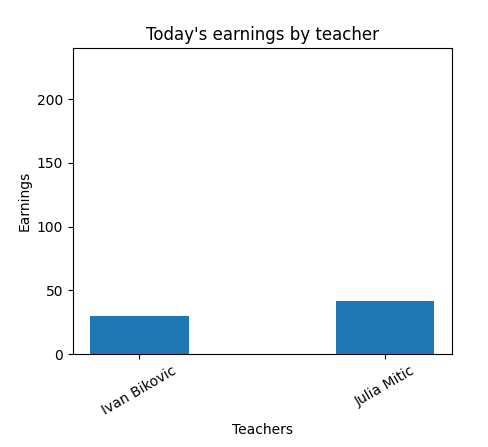 Today's earnings by teacher
200
150
100
50
0
Earnings
Ivan Bikovic
Julia Mitic
Teachers